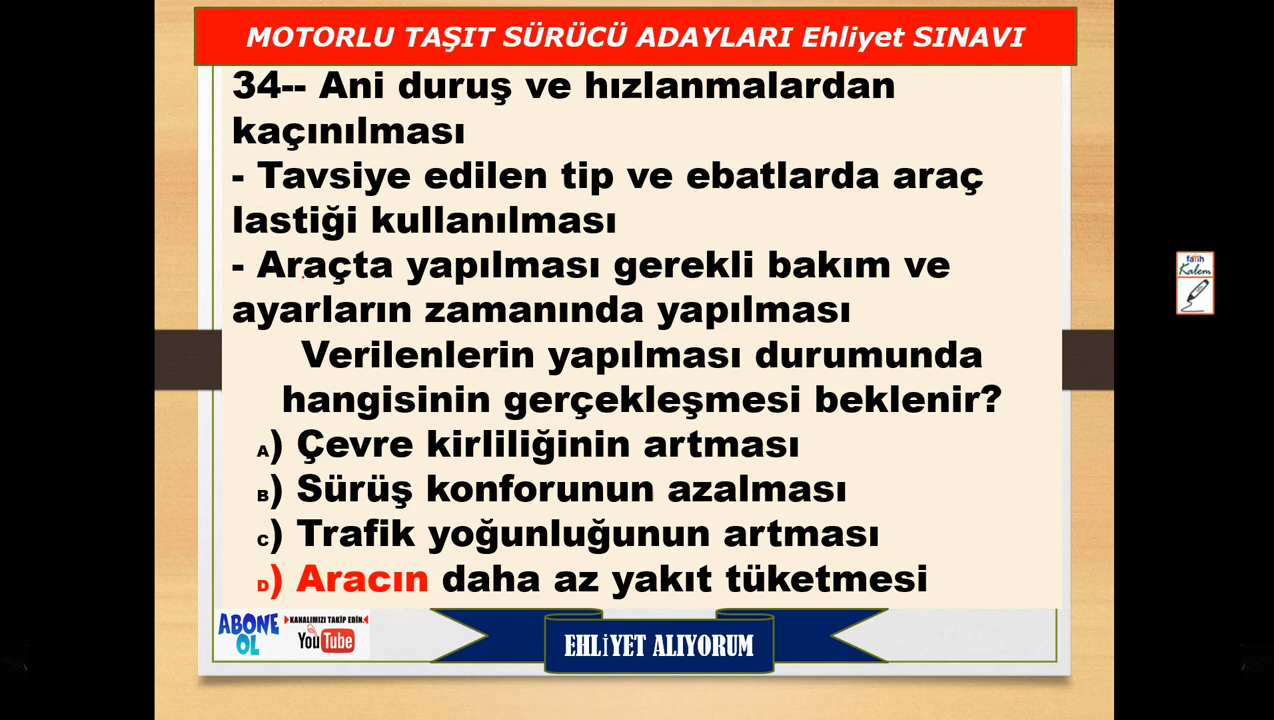 MOTORLU TAŞIT SÜRÜCÜ ADAYLARI Ehliyet SINAVI
34-- Ani duruş ve hızlanmalardan
kaçınılması
- Tavsiye edilen tip ve ebatlarda araç
lastiği kullanılması
- Araçta yapılması gerekli bakım ve
ayarların zamanında yapılması
Verilenlerin yapılması durumunda
hangisinin gerçekleşmesi beklenir?
A) Çevre kirliliğinin artması
B) Sürüş konforunun azalması
C) Trafik yoğunluğunun artması
D) Aracın daha az yakıt tüketmesi
ABONE
OL
KANALIMIZI TAKİP EDİN.
YouTube
EHLİYET ALIYORUM
fatih
Kalem